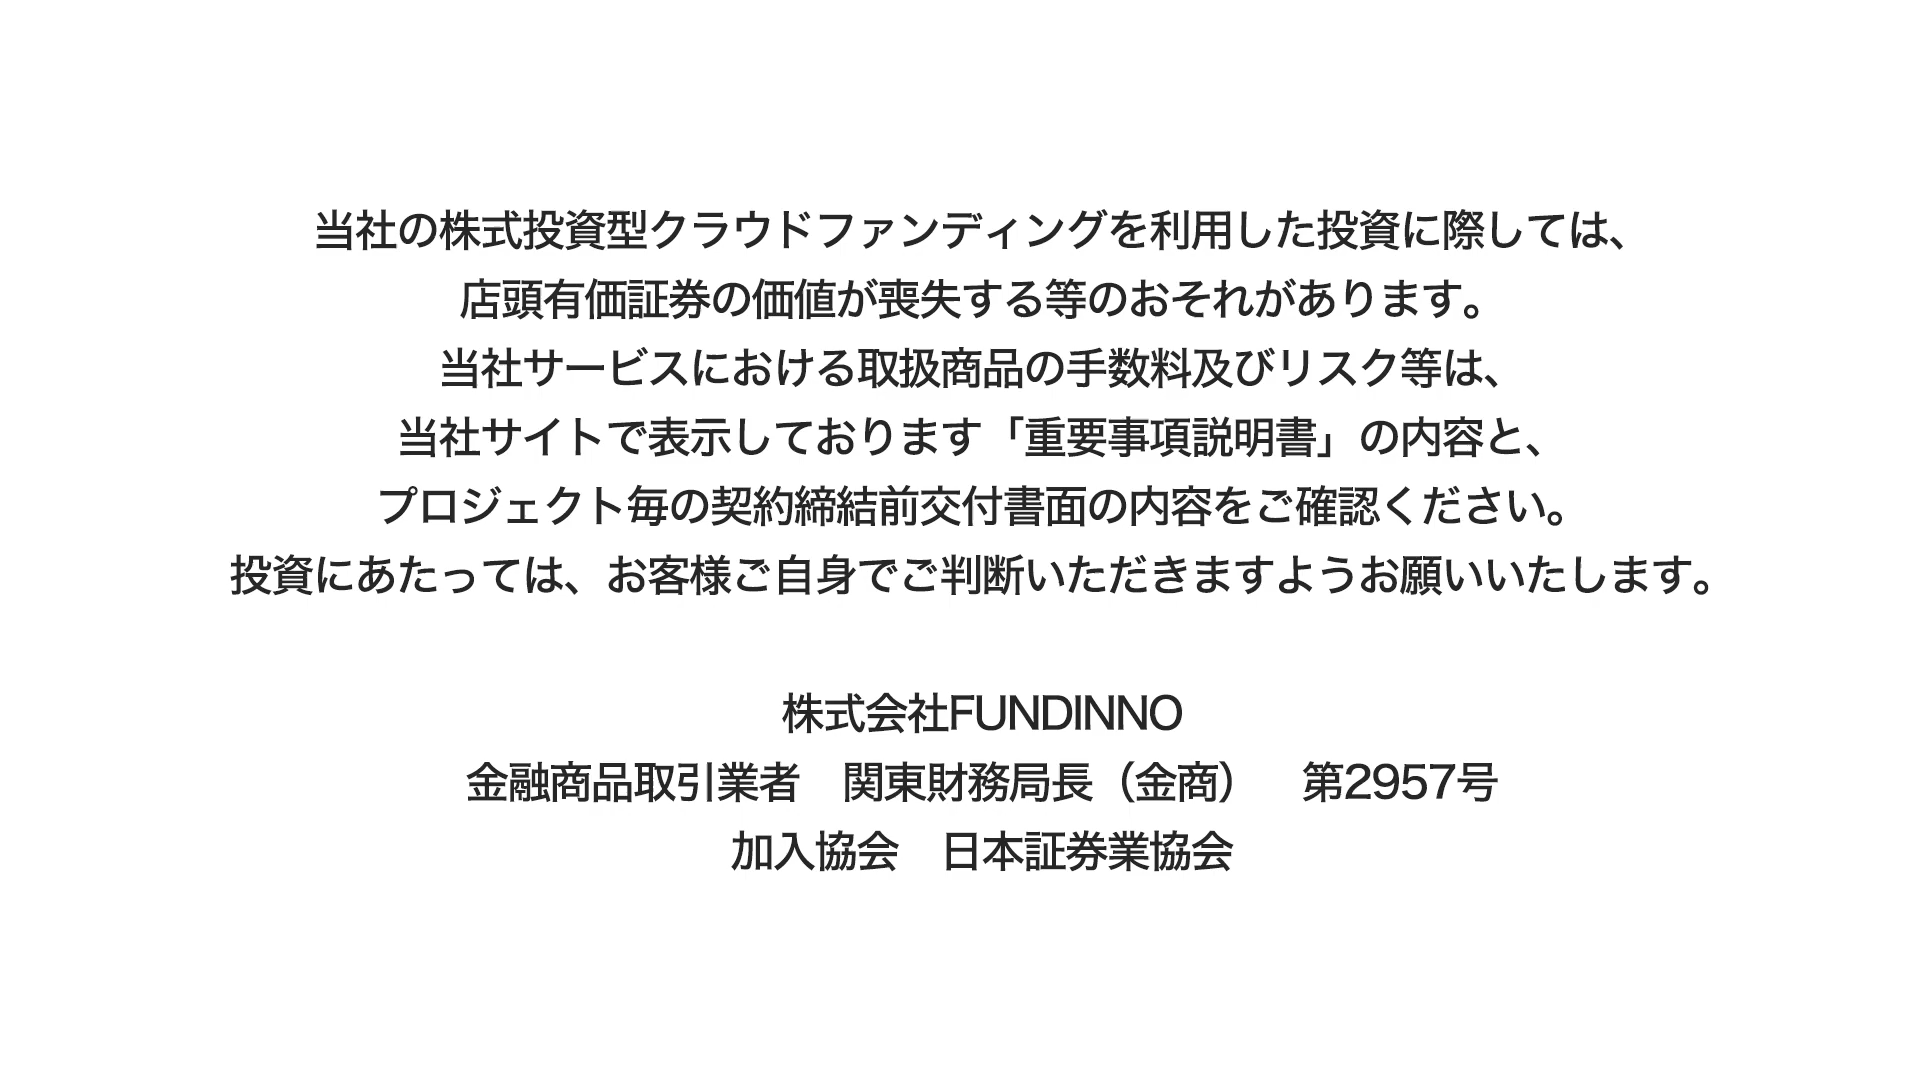 当社の株式投資型クラウドファンディングを利用した投資に際しては、
店頭有価証券の価値が喪失する等のおそれがあります。
当社サービスにおける取扱商品の手数料及びリスク等は、
当社サイトで表示しております「重要事項説明書」の内容と、
プロジェクト毎の契約締結前交付書面の内容をご確認ください。
投資にあたっては、お客様ご自身でご判断いただきますようお願いいたします。
株式会社FUNDINNO
金融商品取引業者　関東財務局長（金商）　第2957号
加入協会　日本証券業協会